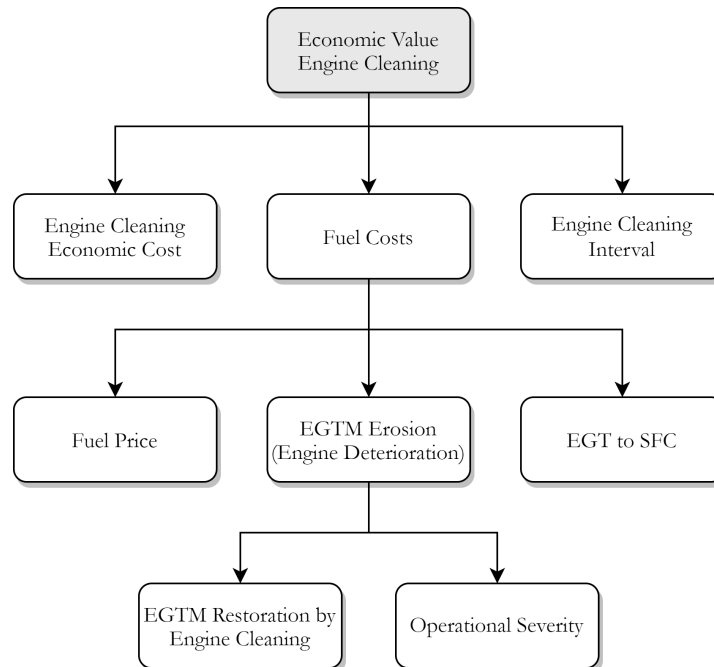 Economic Value
Engine Cleaning
Engine Cleaning
Economic Cost
Fuel Costs
Engine Cleaning
Interval
Fuel Price
EGTM Erosion
(Engine Deterioration)
EGT to SFC
EGTM Restoration by
Engine Cleaning
Operational Severity